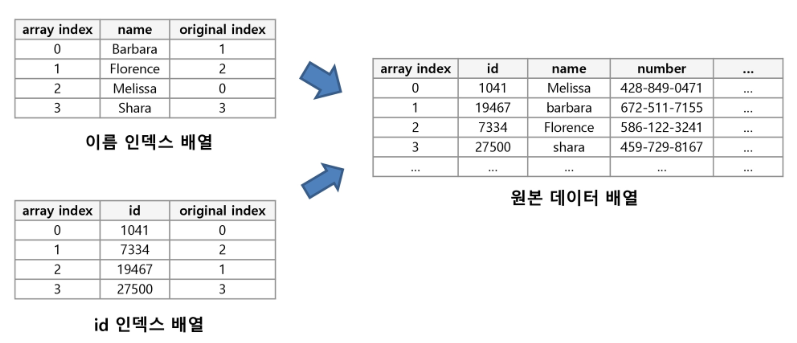 array index name original index
0 Barbara 1
1 Florence 2
2 Melissa 0
3 Shara 3
이름 인덱스 배열
array index id original index
0 1041 0
1 7334 2
2 19467 1
3 27500 3
id 인덱스 배열
array index id name number ...
0 1041 Melissa 428-849-0471 ...
1 19467 barbara 672-511-7155 ...
2 7334 Florence 586-122-3241 ...
3 27500 shara 459-729-8167 ...
... ... ... ... ...
원본 데이터 배열